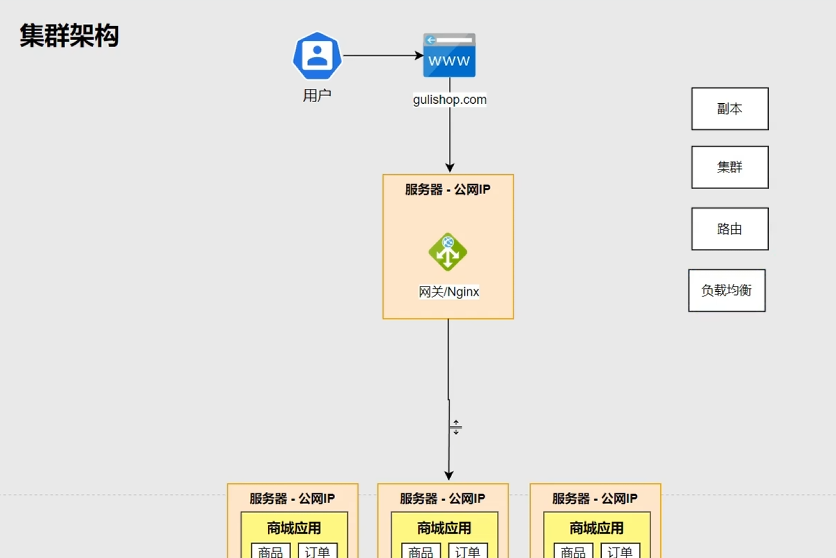 集群架构
WWW
用户
gulishop.com
副本
服务器 - 公网IP
集群
路由
网关/Nginx
负载均衡
服务器 - 公网IP
服务器 - 公网IP
服务器 - 公网IP
商城应用
商城应用
商城应用
商品
订单
商品
订单
商品
订单